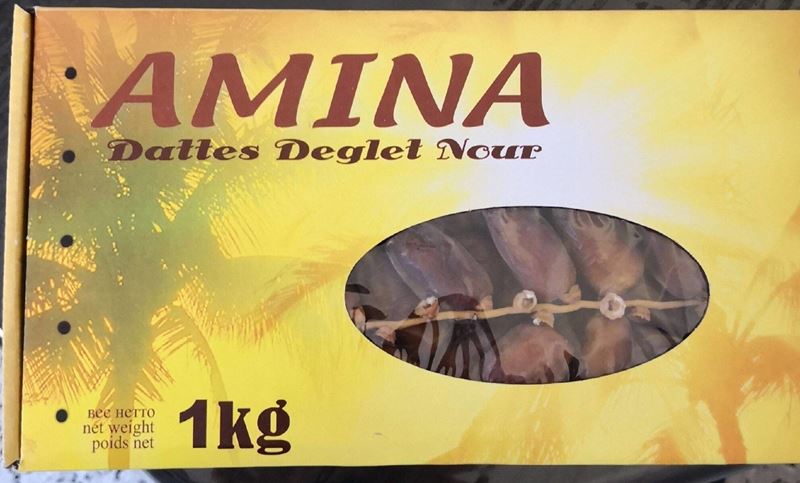 AMINA
Dattes Deglet Nour
вес нетто
net weight
poids net
1kg